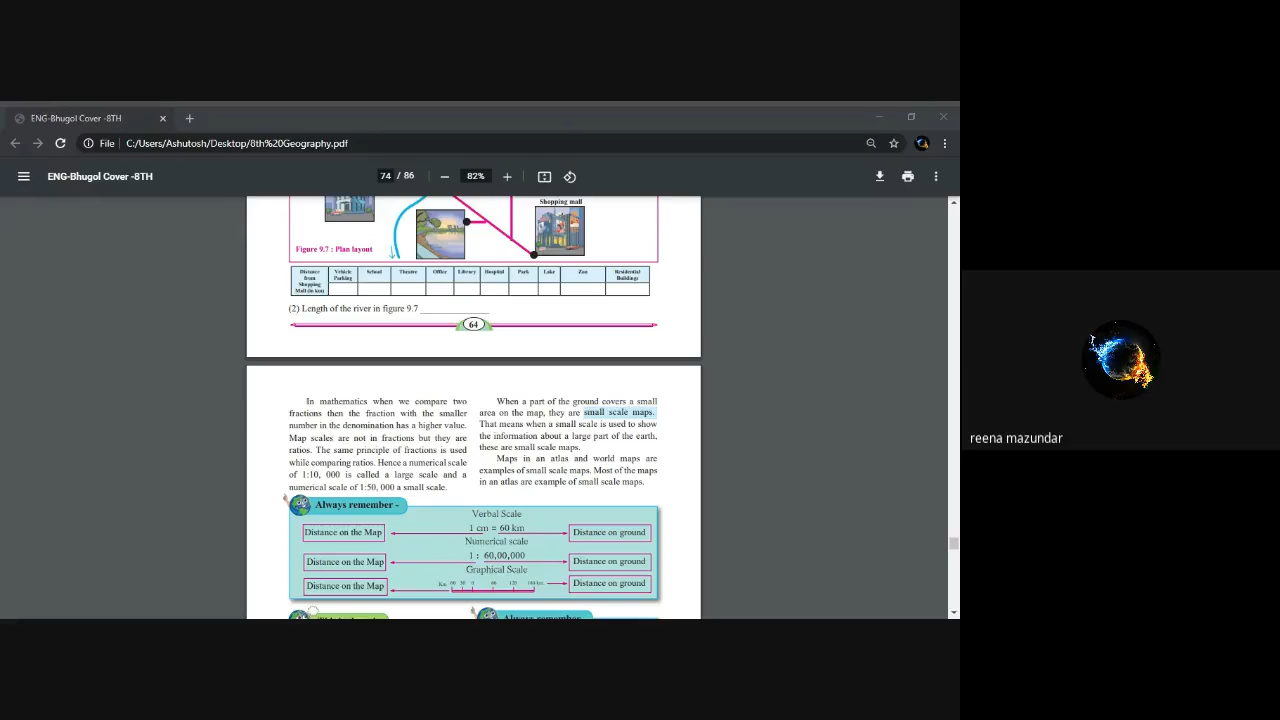 ENG-Bhugol Cover -8TH
File
C:/Users/Ashutosh/Desktop/8th%20Geography.pdf
ENG-Bhugol Cover -8TH
74 / 86
82%
Shopping mall
Figure 9.7 : Plan layout
Distance from Shopping Mall (In km)
Vehicle Parking
School
Theatre
Office
Library
Hospital
Park
Lake
Zoo
Residential Buildings
(2) Length of the river in figure 9.7
64
In mathematics when we compare two
fractions then the fraction with the smaller
number in the denomination has a higher value.
Map scales are not in fractions but they are
ratios. The same principle of fractions is used
while comparing ratios. Hence a numerical scale
of 1:10, 000 is called a large scale and a
numerical scale of 1:50, 000 a small scale.
When a part of the ground covers a small
area on the map, they are small scale maps.
That means when a small scale is used to show
the information about a large part of the earth,
these are small scale maps.
Maps in an atlas and world maps are
examples of small scale maps. Most of the maps
in an atlas are example of small scale maps.
Always remember -
Verbal Scale
Distance on the Map
1 cm = 60 km
Distance on ground
Numerical scale
Distance on the Map
1 : 60,00,000
Distance on ground
Graphical Scale
Distance on the Map
Distance on ground
Always remember
reena mazundar